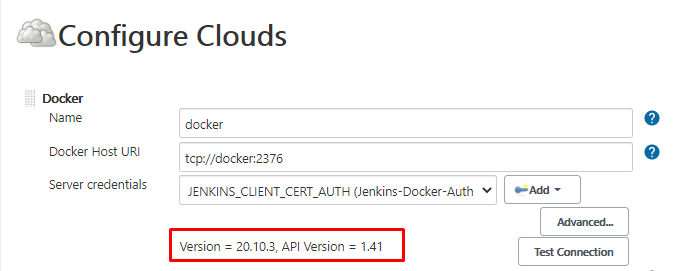 Configure Clouds
Docker
Name
docker
?
Docker Host URI
tcp://docker:2376
?
Server credentials
JENKINS_CLIENT_CERT_AUTH (Jenkins-Docker-Auth
Add
Advanced...
Version = 20.10.3, API Version = 1.41
Test Connection